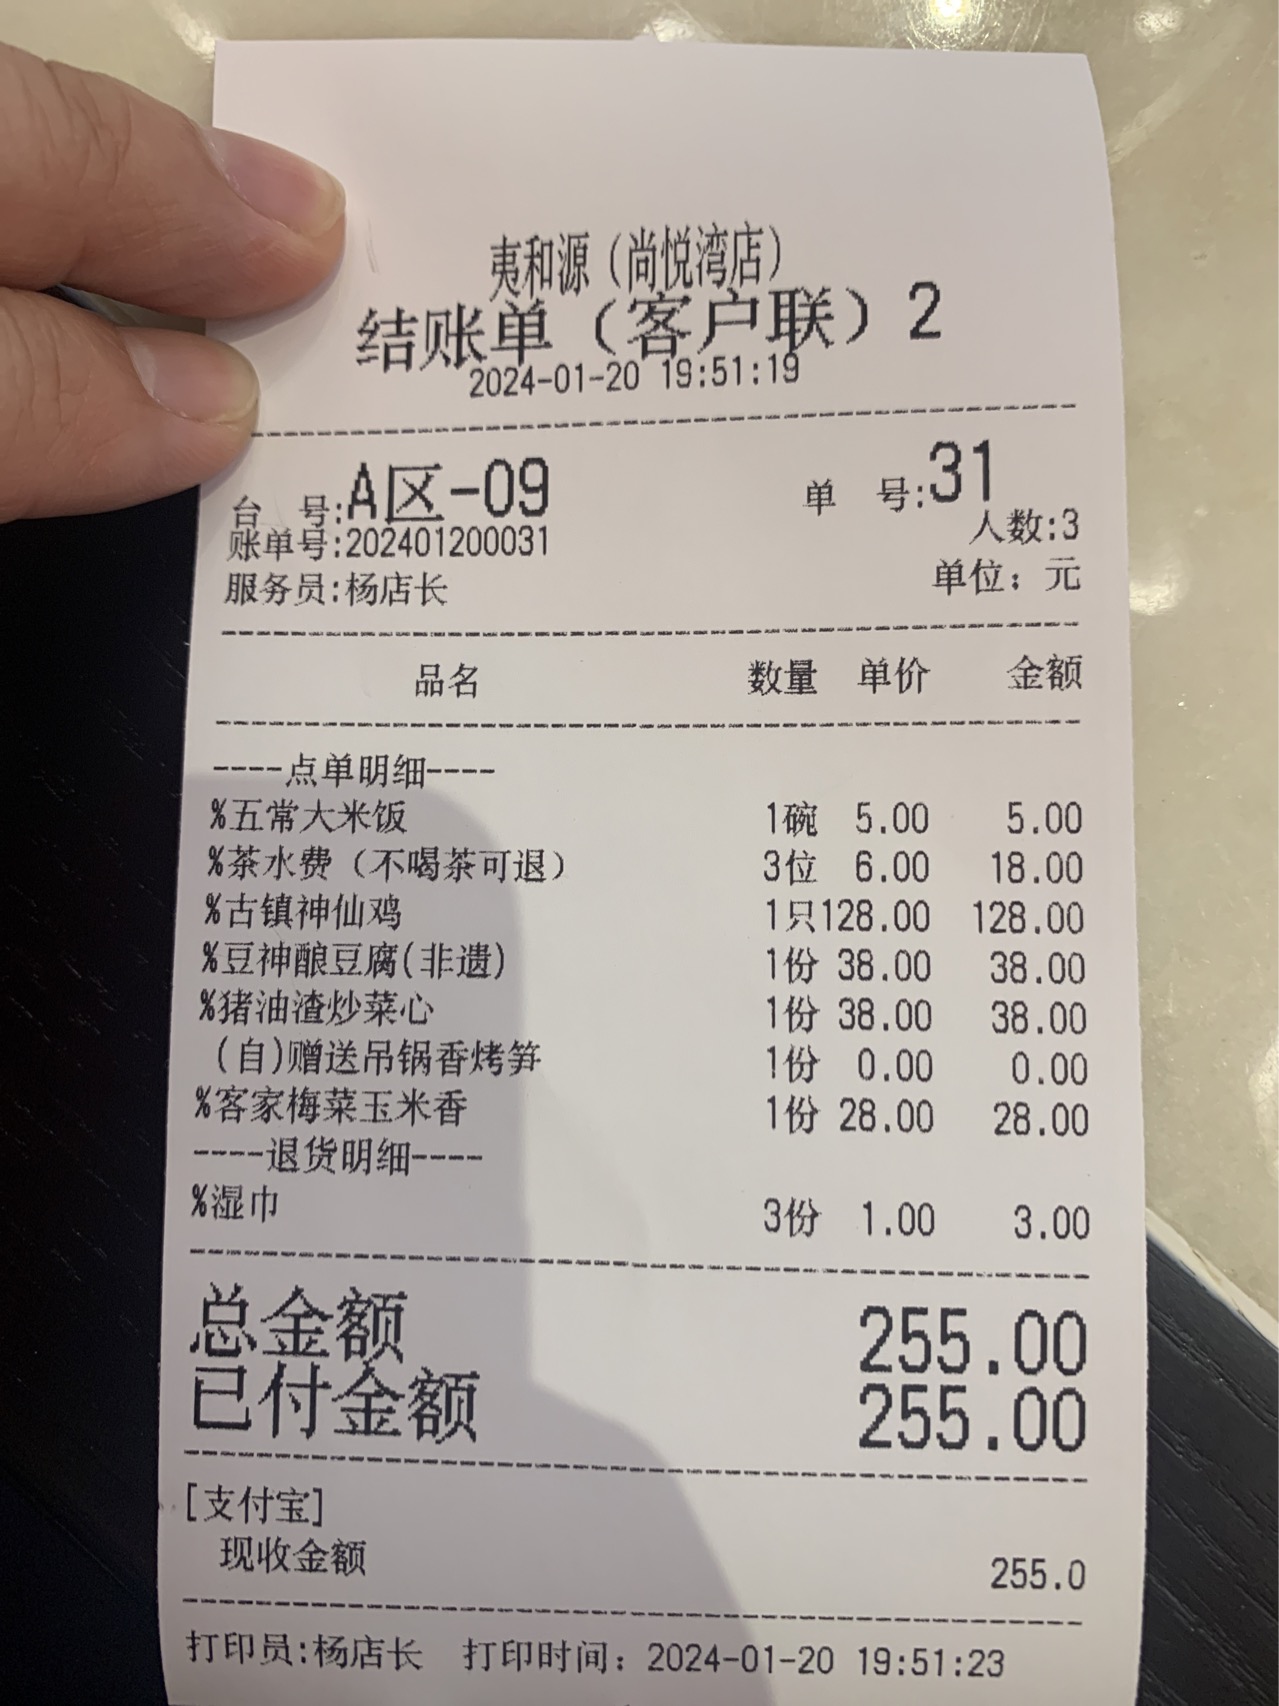 夷和源（尚悦湾店）
结账单（客户联）2
2024-01-20 19:51:19
台 号:A区-09 单 号:31
人数:3
账单号:202401200031
服务员:杨店长 单位：元
品名 数量 单价 金额
----点单明细----
%五常大米饭 1碗 5.00 5.00
%茶水费（不喝茶可退） 3位 6.00 18.00
%古镇神仙鸡 1只128.00 128.00
%豆神酿豆腐(非遗) 1份 38.00 38.00
%猪油渣炒菜心 1份 38.00 38.00
(自)赠送吊锅香烤笋 1份 0.00 0.00
%客家梅菜玉米香 1份 28.00 28.00
----退货明细----
%湿巾 3份 1.00 3.00
总金额 255.00
已付金额 255.00
[支付宝]
现收金额 255.0
打印员:杨店长 打印时间：2024-01-20 19:51:23